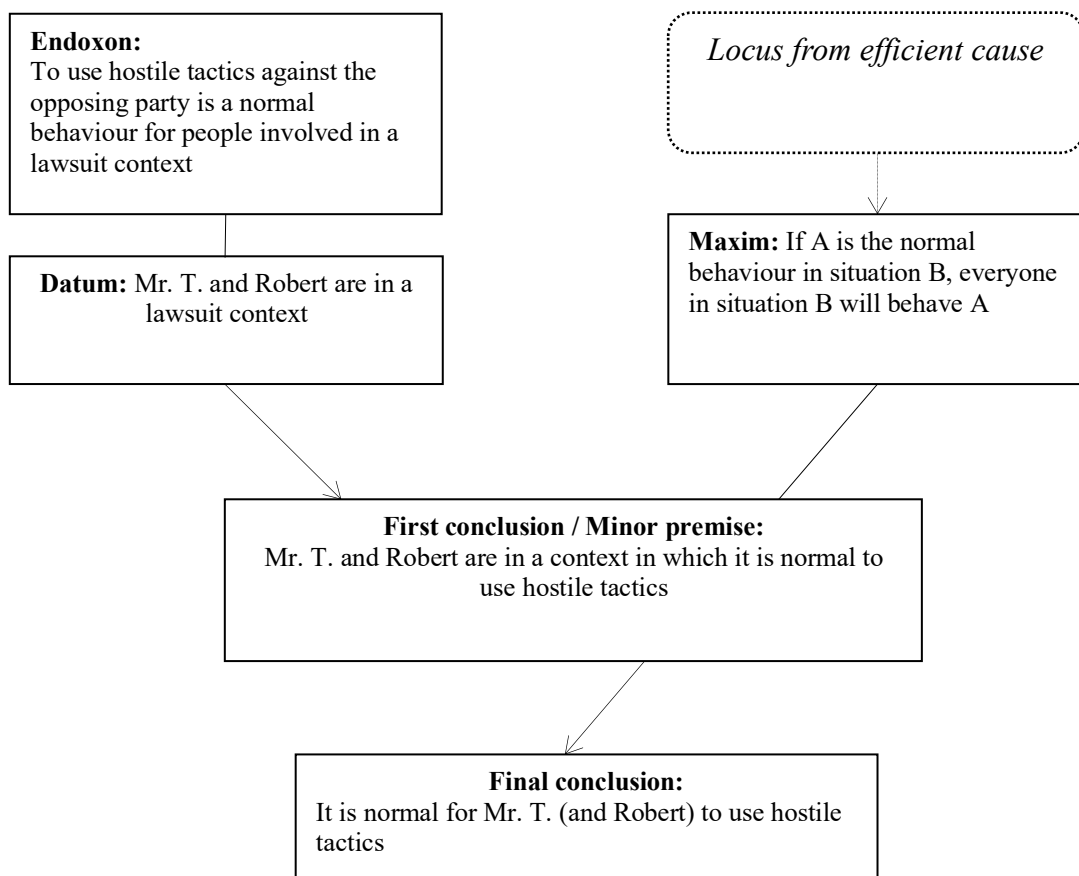 Endoxon:
To use hostile tactics against the
opposing party is a normal
behaviour for people involved in a
lawsuit context
Locus from efficient cause
Datum: Mr. T. and Robert are in a
lawsuit context
Maxim: If A is the normal
behaviour in situation B, everyone
in situation B will behave A
First conclusion / Minor premise:
Mr. T. and Robert are in a context in which it is normal to
use hostile tactics
Final conclusion:
It is normal for Mr. T. (and Robert) to use hostile
tactics